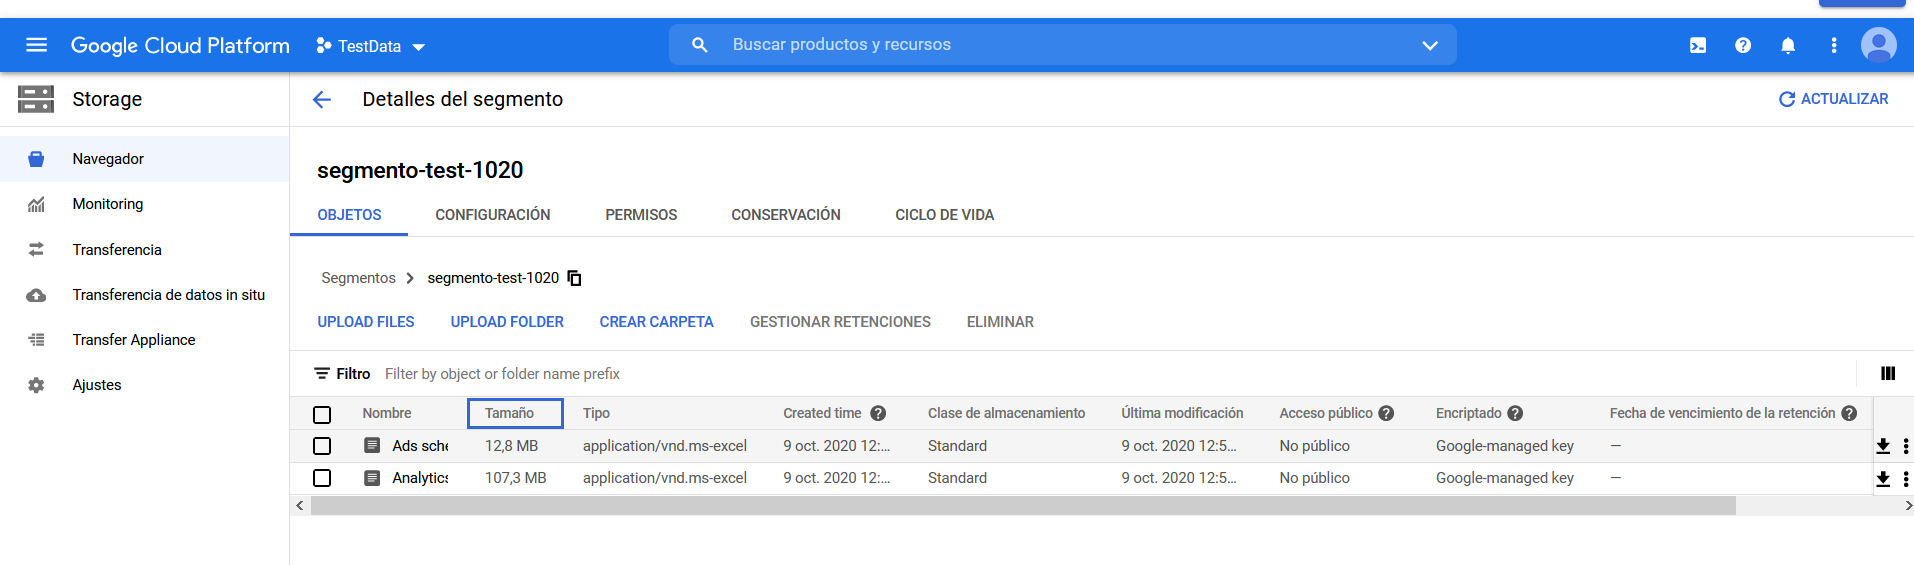 Google Cloud Platform TestData Buscar productos y recursos
Storage Detalles del segmento ACTUALIZAR
Navegador
Monitoring
Transferencia
Transferencia de datos in situ
Transfer Appliance
Ajustes
segmento-test-1020
OBJETOS CONFIGURACIÓN PERMISOS CONSERVACIÓN CICLO DE VIDA
Segmentos segmento-test-1020
UPLOAD FILES UPLOAD FOLDER CREAR CARPETA GESTIONAR RETENCIONES ELIMINAR
Filtro Filter by object or folder name prefix
Nombre Tamaño Tipo Created time Clase de almacenamiento Última modificación Acceso público Encriptado Fecha de vencimiento de la retención
Ads sche 12,8 MB application/vnd.ms-excel 9 oct. 2020 12:... Standard 9 oct. 2020 12:5... No público Google-managed key —
Analytics 107,3 MB application/vnd.ms-excel 9 oct. 2020 12:... Standard 9 oct. 2020 12:5... No público Google-managed key —